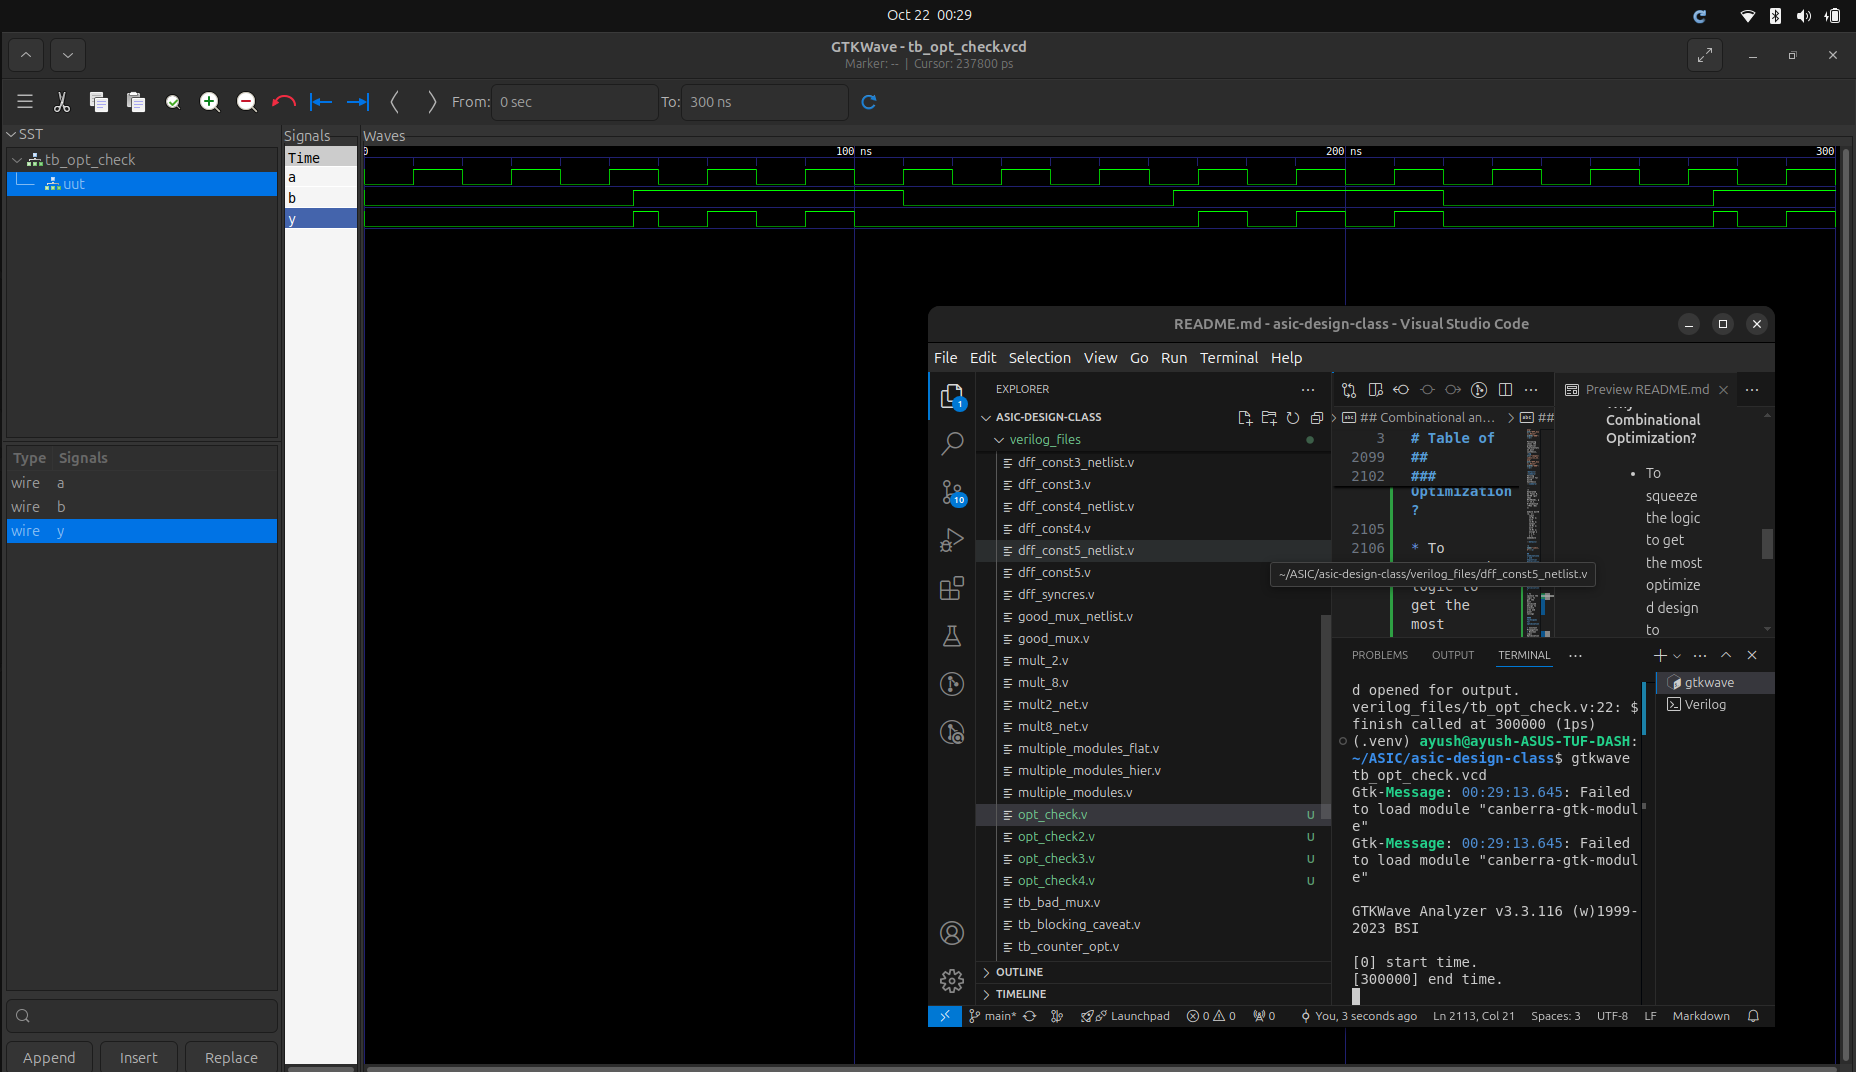 Oct 22 00:29
GTKWave - tb_opt_check.vcd
Marker: -- | Cursor: 237800 ps
From: 0 sec To: 300 ns
SST
tb_opt_check
uut
Type Signals
wire a
wire b
wire y
Append Insert Replace
Signals
Time
a
b
y
Waves
0 100 ns 200 ns 300
README.md - asic-design-class - Visual Studio Code
File Edit Selection View Go Run Terminal Help
1
10
EXPLORER
ASIC-DESIGN-CLASS
verilog_files
dff_const3_netlist.v
dff_const3.v
dff_const4_netlist.v
dff_const4.v
dff_const5_netlist.v
dff_const5.v
dff_syncres.v
good_mux_netlist.v
good_mux.v
mult_2.v
mult_8.v
mult2_net.v
mult8_net.v
multiple_modules_flat.v
multiple_modules_hier.v
multiple_modules.v
opt_check.v U
opt_check2.v U
opt_check3.v U
opt_check4.v U
tb_bad_mux.v
tb_blocking_caveat.v
tb_counter_opt.v
OUTLINE
TIMELINE
## Combinational an... ##
3 # Table of
2099 ##
2102 ###
Optimization
?
2105
2106 * To
~/ASIC/asic-design-class/verilog_files/dff_const5_netlist.v
logic to
get the
most
Preview README.md
Why
Combinational
Optimization?
• To
squeeze
the logic
to get
the most
optimize
d design
to
PROBLEMS OUTPUT TERMINAL
gtkwave
Verilog
d opened for output.
verilog_files/tb_opt_check.v:22: $
finish called at 300000 (1ps)
(.venv) ayush@ayush-ASUS-TUF-DASH:
~/ASIC/asic-design-class$ gtkwave
tb_opt_check.vcd
Gtk-Message: 00:29:13.645: Failed
to load module "canberra-gtk-modul
e"
Gtk-Message: 00:29:13.645: Failed
to load module "canberra-gtk-modul
e"
GTKWave Analyzer v3.3.116 (w)1999-
2023 BSI
[0] start time.
[300000] end time.
main* Launchpad 0 0 0 You, 3 seconds ago Ln 2113, Col 21 Spaces: 3 UTF-8 LF Markdown